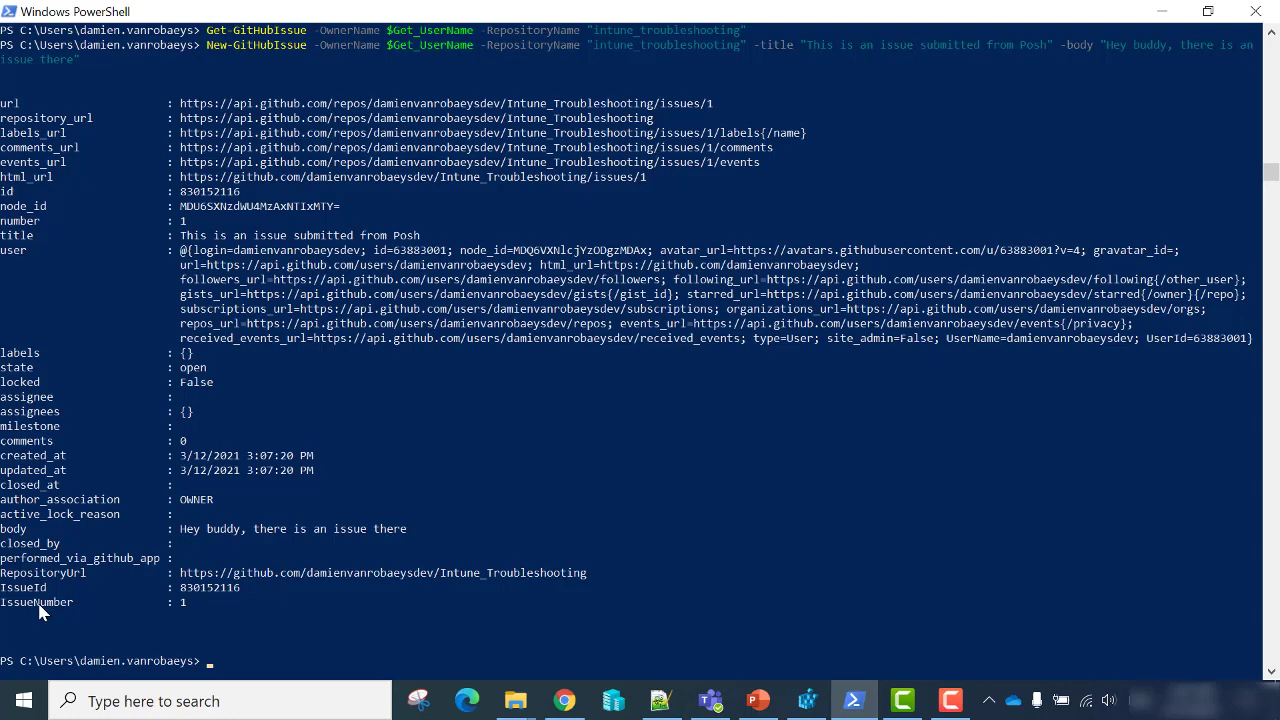 Windows PowerShell
PS C:\Users\damien.vanrobaeys> Get-GitHubIssue -OwnerName $Get_UserName -RepositoryName "intune_troubleshooting"
PS C:\Users\damien.vanrobaeys> New-GitHubIssue -OwnerName $Get_UserName -RepositoryName "intune_troubleshooting" -title "This is an issue submitted from Posh" -body "Hey buddy, there is an
issue there"
url : https://api.github.com/repos/damienvanrobaeysdev/Intune_Troubleshooting/issues/1
repository_url : https://api.github.com/repos/damienvanrobaeysdev/Intune_Troubleshooting
labels_url : https://api.github.com/repos/damienvanrobaeysdev/Intune_Troubleshooting/issues/1/labels{/name}
comments_url : https://api.github.com/repos/damienvanrobaeysdev/Intune_Troubleshooting/issues/1/comments
events_url : https://api.github.com/repos/damienvanrobaeysdev/Intune_Troubleshooting/issues/1/events
html_url : https://github.com/damienvanrobaeysdev/Intune_Troubleshooting/issues/1
id : 830152116
node_id : MDU6SXNzdWU4MzAxNTIxMTY=
number : 1
title : This is an issue submitted from Posh
user : @{login=damienvanrobaeysdev; id=63883001; node_id=MDQ6VXNlcjYzODgzMDAx; avatar_url=https://avatars.githubusercontent.com/u/63883001?v=4; gravatar_id=;
url=https://api.github.com/users/damienvanrobaeysdev; html_url=https://github.com/damienvanrobaeysdev;
followers_url=https://api.github.com/users/damienvanrobaeysdev/followers; following_url=https://api.github.com/users/damienvanrobaeysdev/following{/other_user};
gists_url=https://api.github.com/users/damienvanrobaeysdev/gists{/gist_id}; starred_url=https://api.github.com/users/damienvanrobaeysdev/starred{/owner}{/repo};
subscriptions_url=https://api.github.com/users/damienvanrobaeysdev/subscriptions; organizations_url=https://api.github.com/users/damienvanrobaeysdev/orgs;
repos_url=https://api.github.com/users/damienvanrobaeysdev/repos; events_url=https://api.github.com/users/damienvanrobaeysdev/events{/privacy};
received_events_url=https://api.github.com/users/damienvanrobaeysdev/received_events; type=User; site_admin=False; UserName=damienvanrobaeysdev; UserId=63883001}
labels : {}
state : open
locked : False
assignee :
assignees : {}
milestone :
comments : 0
created_at : 3/12/2021 3:07:20 PM
updated_at : 3/12/2021 3:07:20 PM
closed_at :
author_association : OWNER
active_lock_reason :
body : Hey buddy, there is an issue there
closed_by :
performed_via_github_app :
RepositoryUrl : https://github.com/damienvanrobaeysdev/Intune_Troubleshooting
IssueId : 830152116
IssueNumber : 1
PS C:\Users\damien.vanrobaeys>
Type here to search